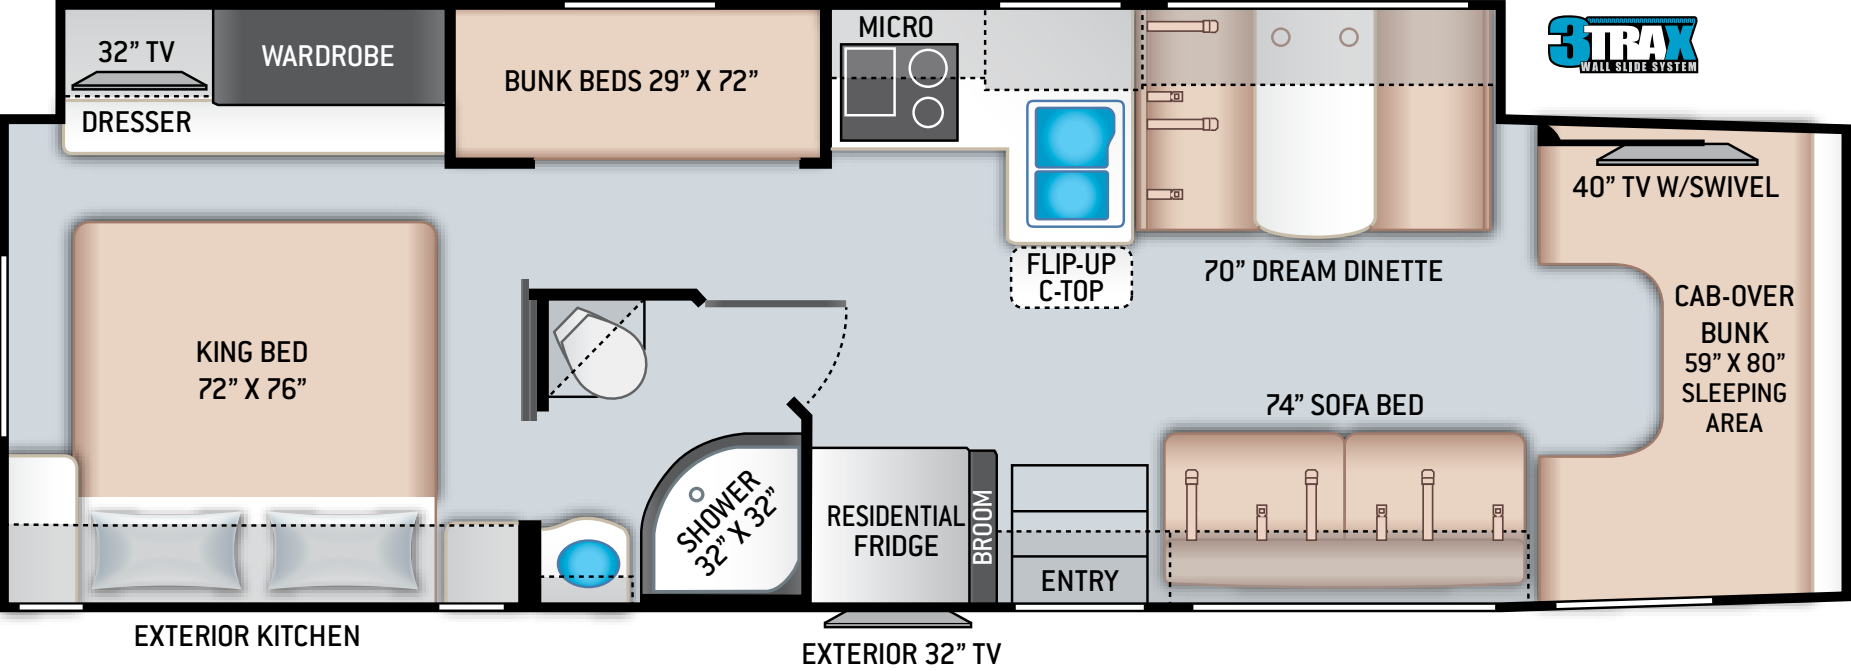 32” TV
WARDROBE
DRESSER
BUNK BEDS 29” X 72”
MICRO
3TRAX
WALL SLIDE SYSTEM
40” TV W/SWIVEL
FLIP-UP
C-TOP
70” DREAM DINETTE
CAB-OVER
BUNK
59” X 80”
SLEEPING
AREA
KING BED
72” X 76”
74” SOFA BED
SHOWER
32” X 32”
RESIDENTIAL
FRIDGE
BROOM
ENTRY
EXTERIOR KITCHEN
EXTERIOR 32” TV